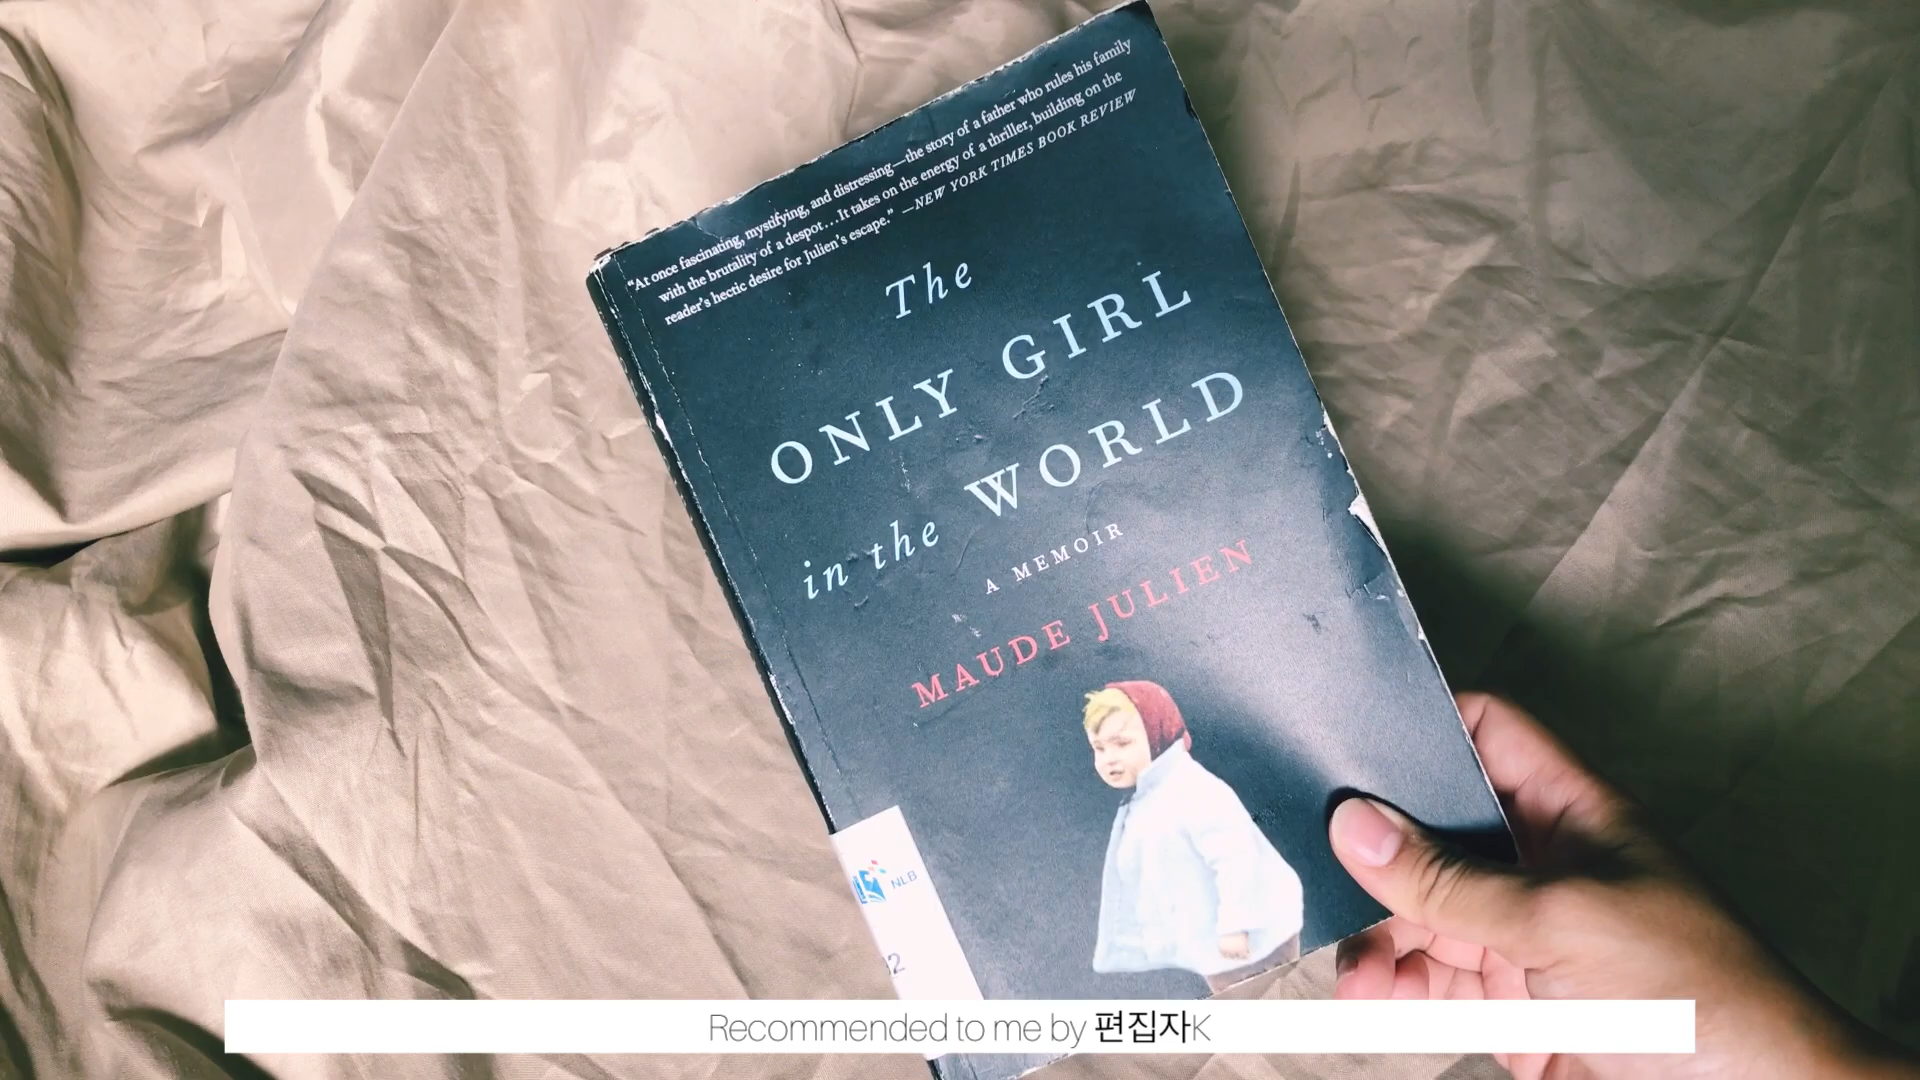 “At once fascinating, mystifying, and distressing—the story of a father who rules his family
with the brutality of a despot...It takes on the energy of a thriller, building on the
reader's hectic desire for Julien's escape.” —NEW YORK TIMES BOOK REVIEW
The
ONLY GIRL
in the WORLD
A MEMOIR
MAUDE JULIEN
NLB
Recommended to me by 편집자K